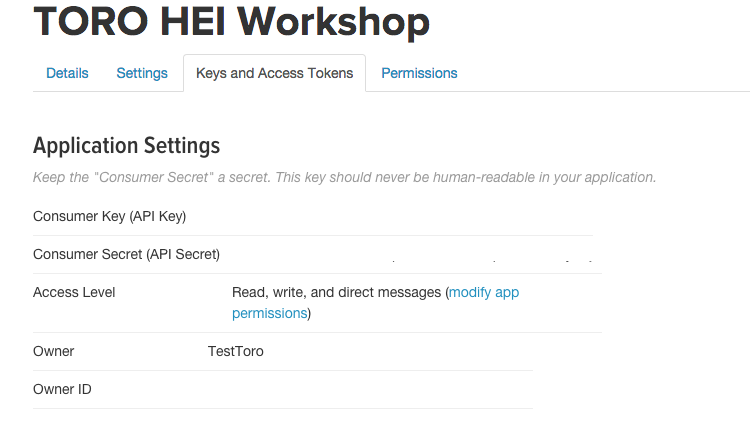 TORO HEI Workshop
Details Settings Keys and Access Tokens Permissions
Application Settings
Keep the "Consumer Secret" a secret. This key should never be human-readable in your application.
Consumer Key (API Key)
Consumer Secret (API Secret)
Access Level Read, write, and direct messages (modify app
permissions)
Owner TestToro
Owner ID